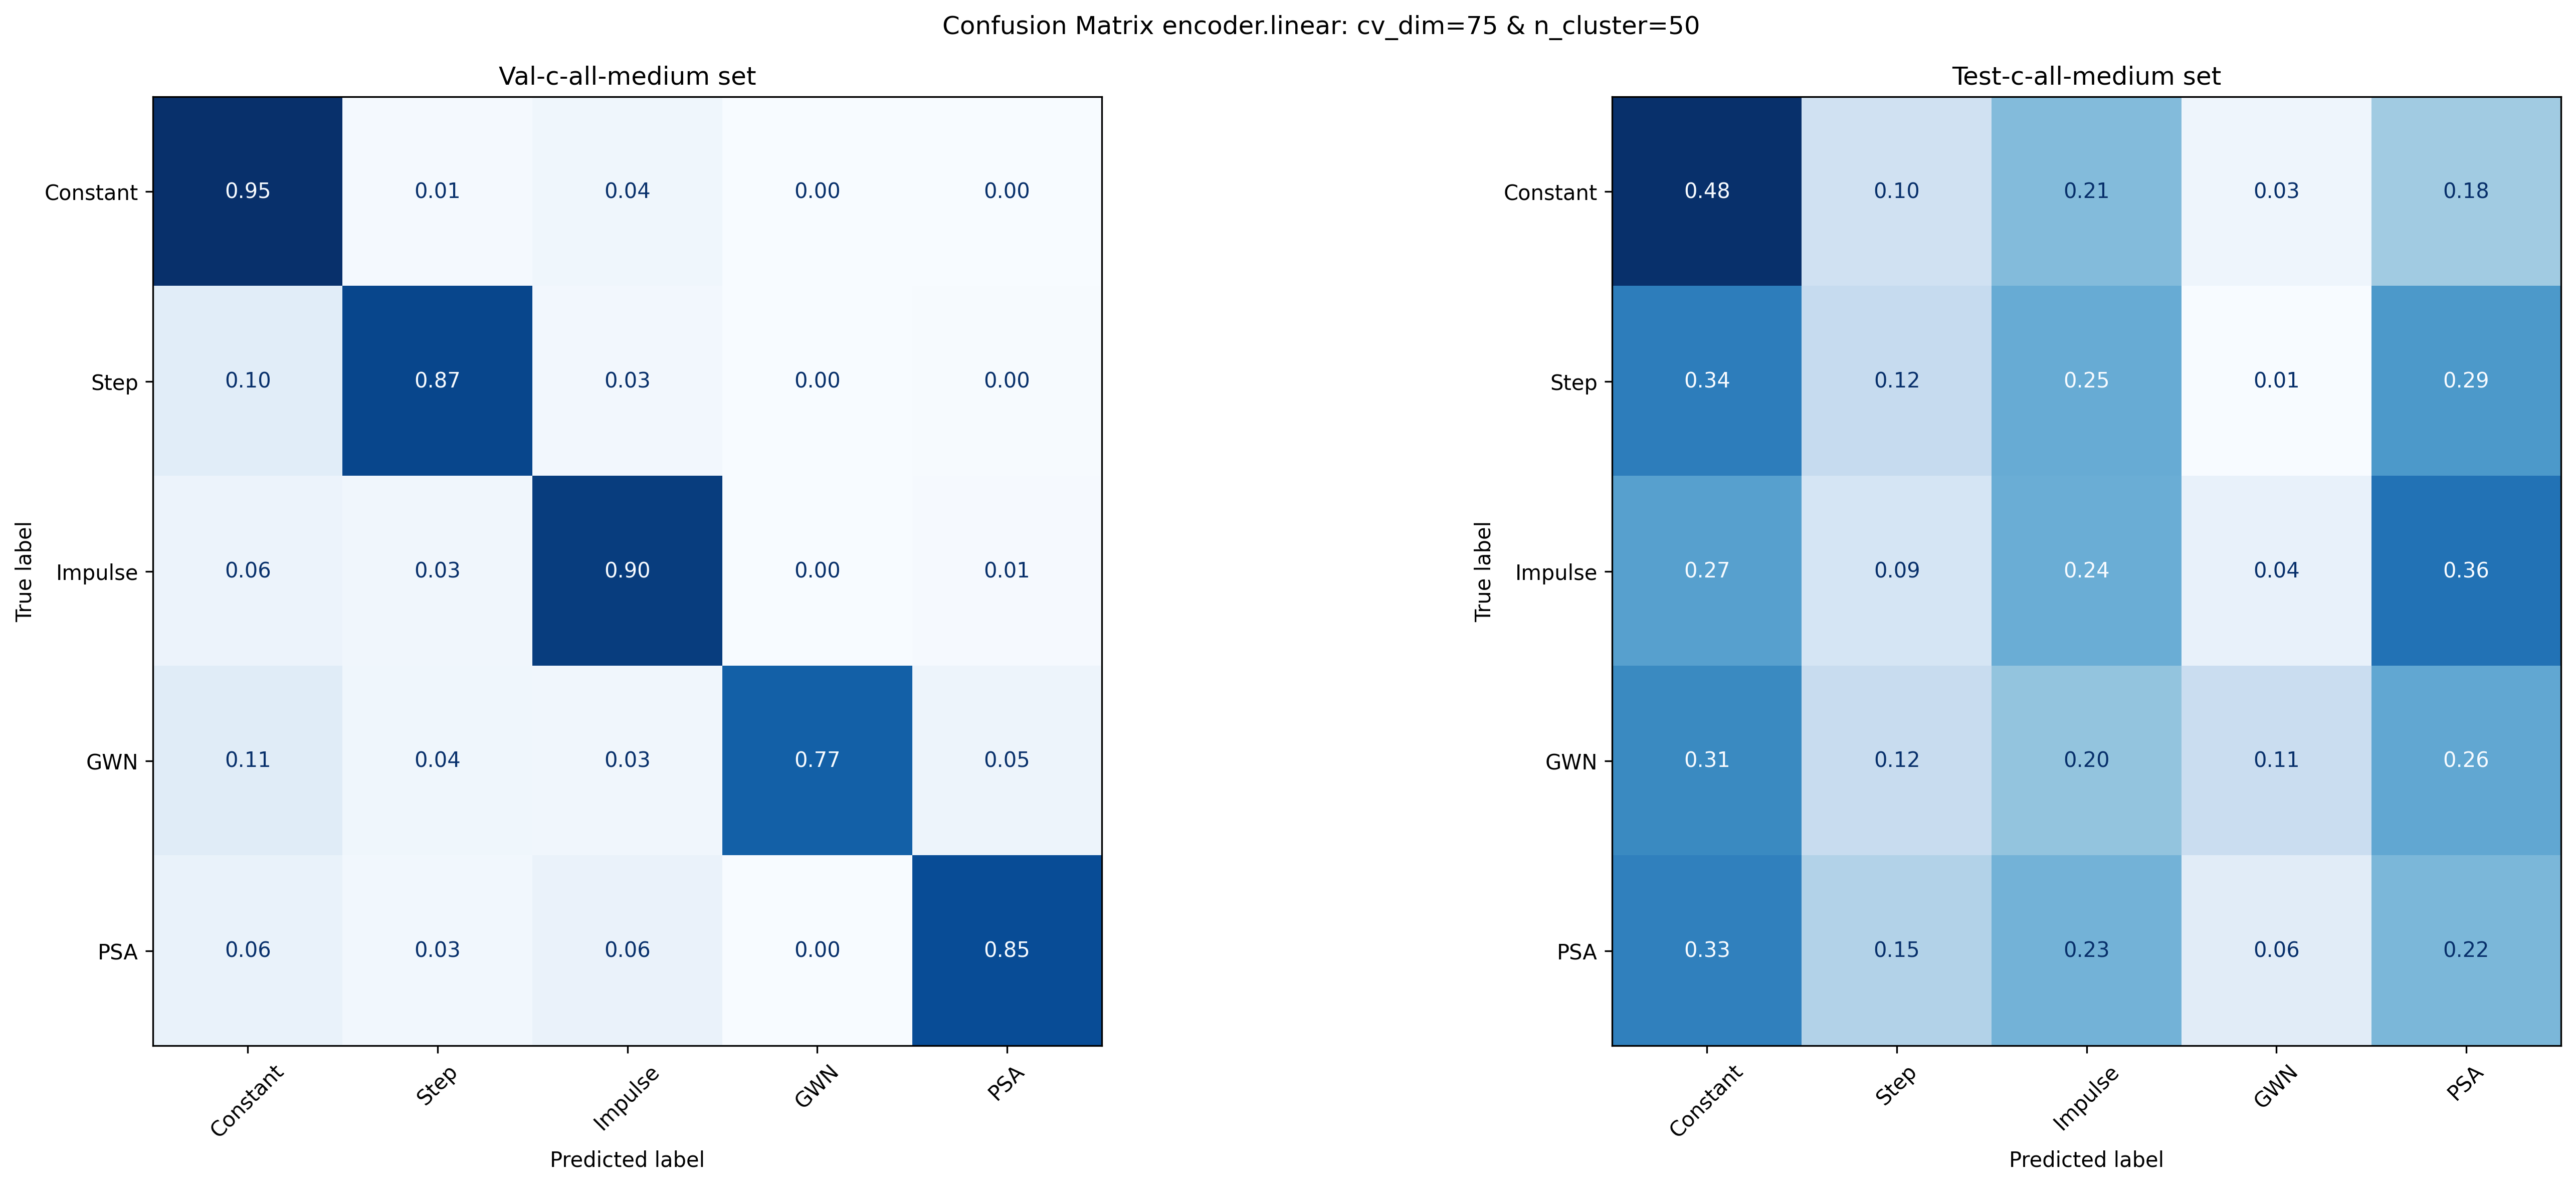 Confusion Matrix encoder.linear: cv_dim=75 & n_cluster=50
Val-c-all-medium set
True label
Constant 0.95 0.01 0.04 0.00 0.00
Step 0.10 0.87 0.03 0.00 0.00
Impulse 0.06 0.03 0.90 0.00 0.01
GWN 0.11 0.04 0.03 0.77 0.05
PSA 0.06 0.03 0.06 0.00 0.85
Constant Step Impulse GWN PSA
Predicted label
Test-c-all-medium set
True label
Constant 0.48 0.10 0.21 0.03 0.18
Step 0.34 0.12 0.25 0.01 0.29
Impulse 0.27 0.09 0.24 0.04 0.36
GWN 0.31 0.12 0.20 0.11 0.26
PSA 0.33 0.15 0.23 0.06 0.22
Constant Step Impulse GWN PSA
Predicted label